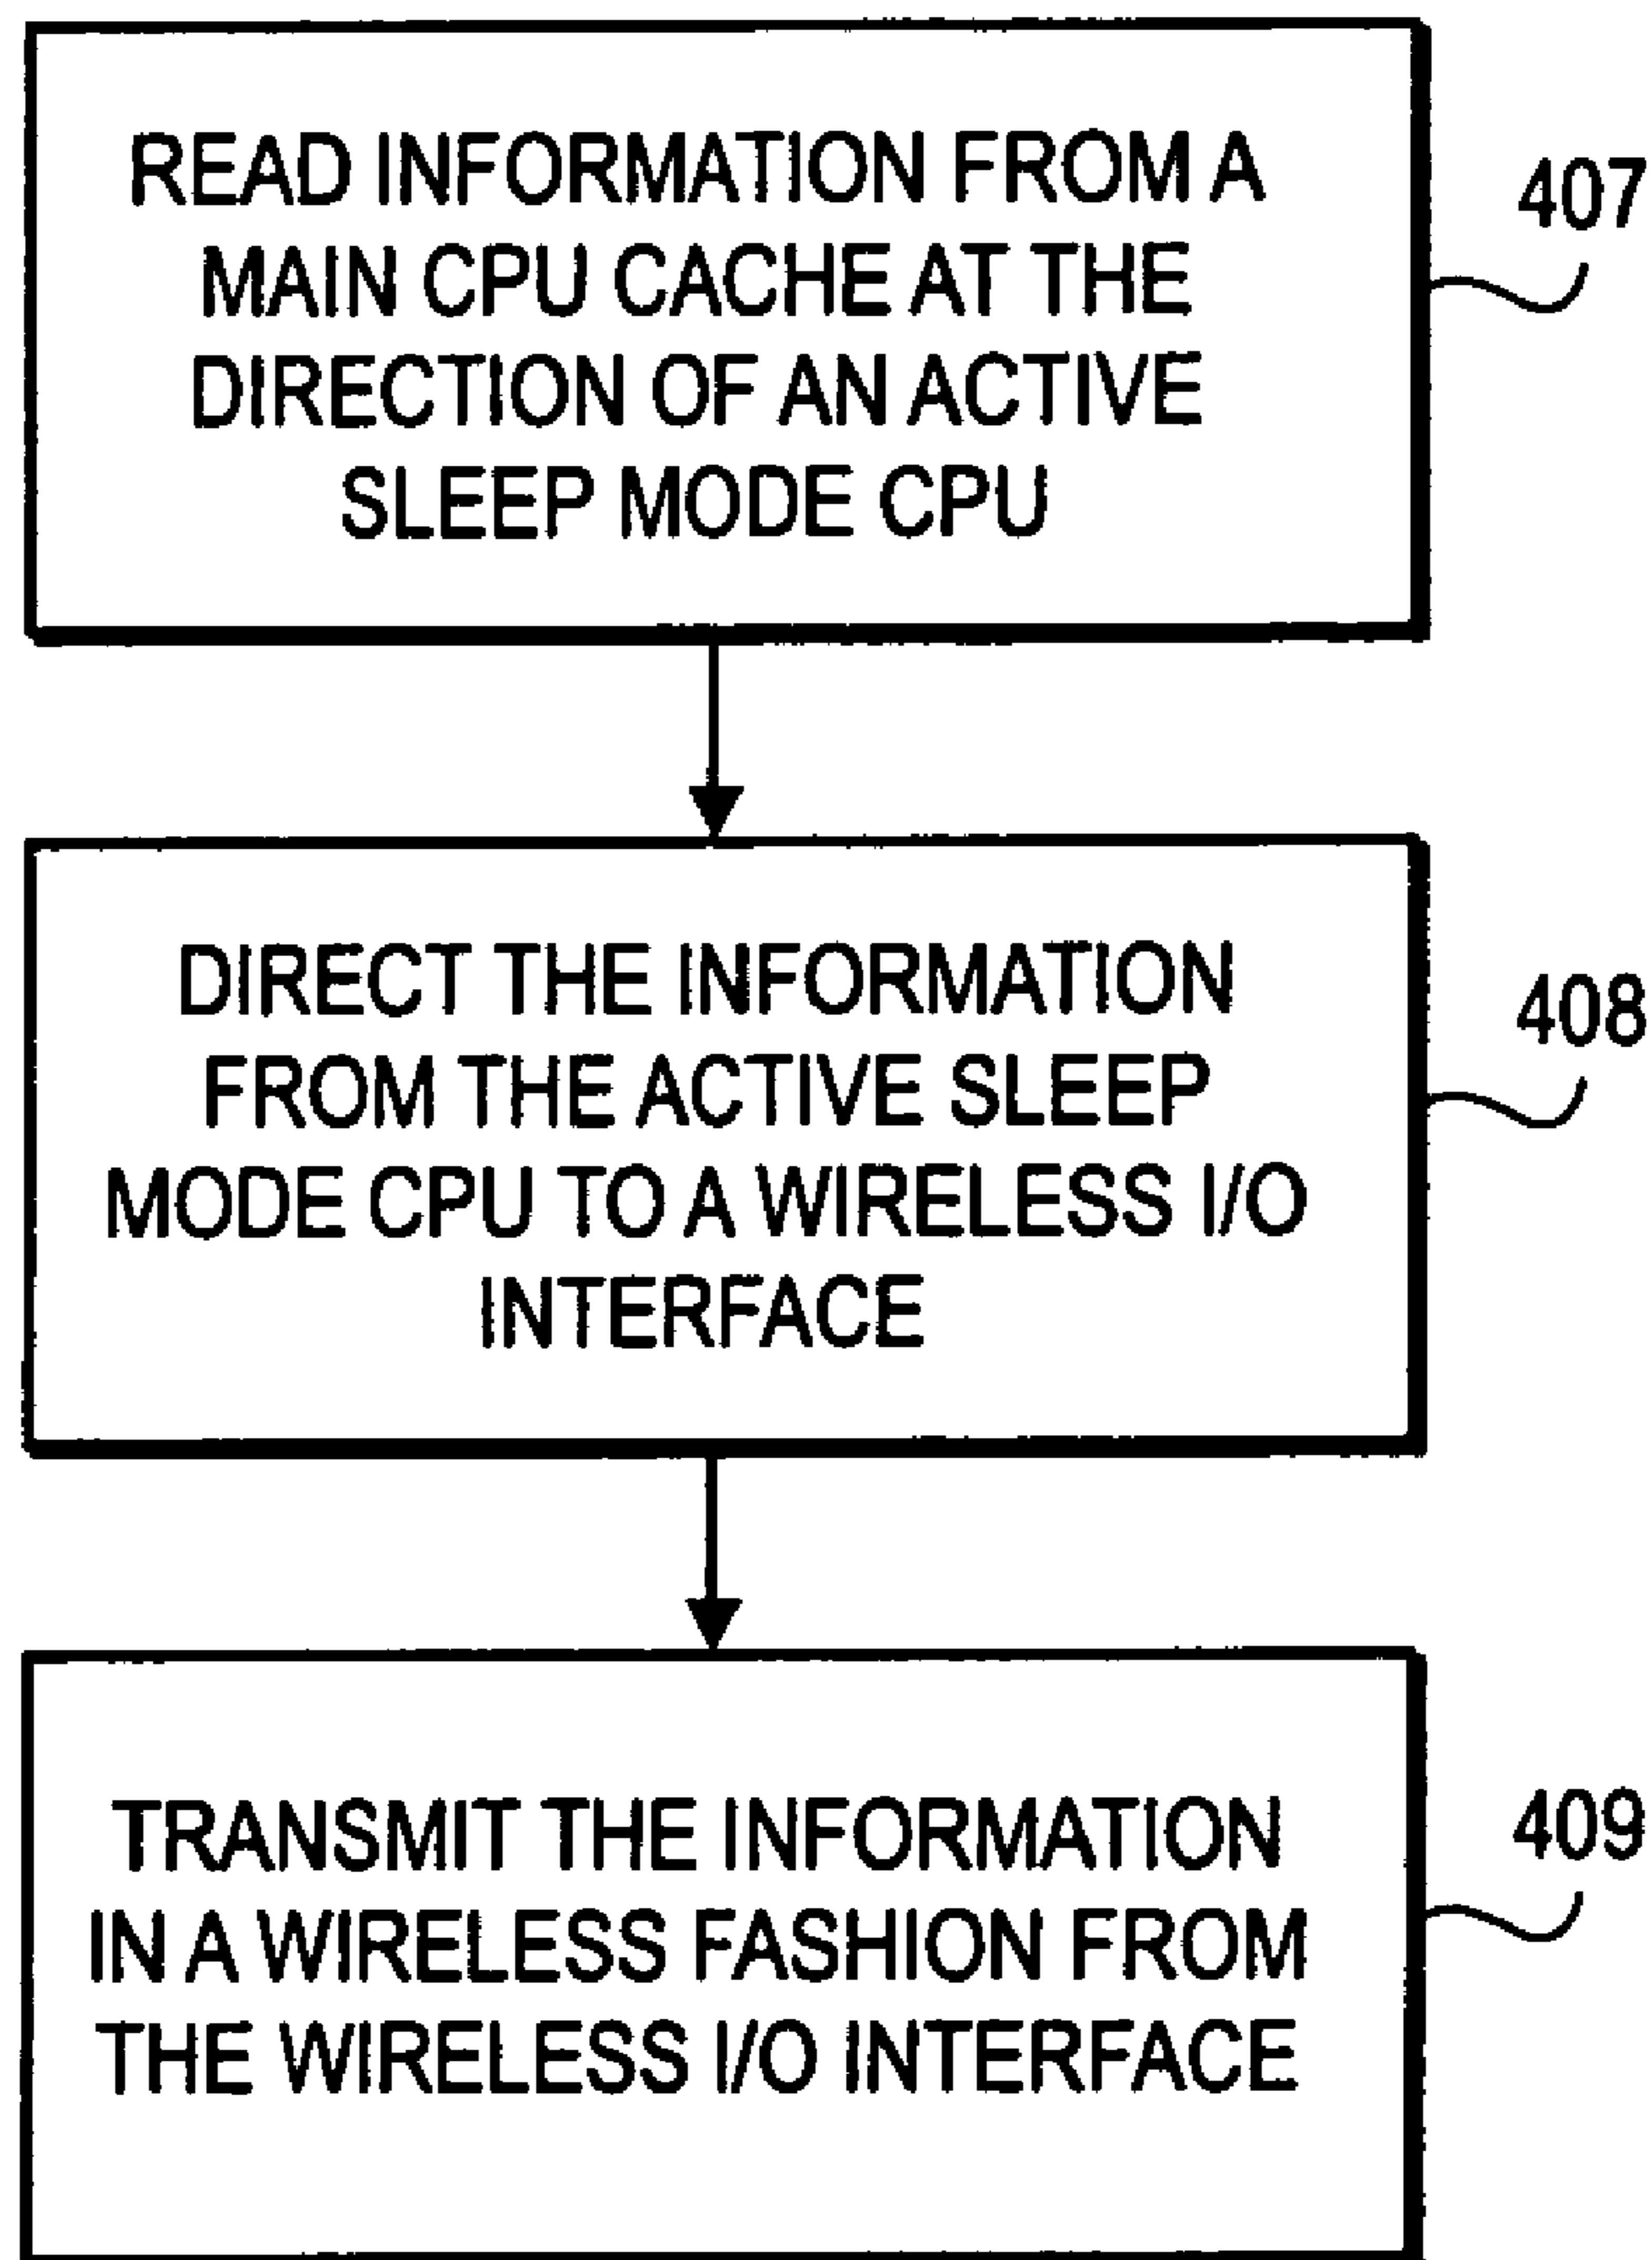 READ INFORMATION FROM A
MAIN CPU CACHE AT THE
DIRECTION OF AN ACTIVE
SLEEP MODE CPU
407
DIRECT THE INFORMATION
FROM THE ACTIVE SLEEP
MODE CPU TO A WIRELESS I/O
INTERFACE
408
TRANSMIT THE INFORMATION
IN A WIRELESS FASHION FROM
THE WIRELESS I/O INTERFACE
409